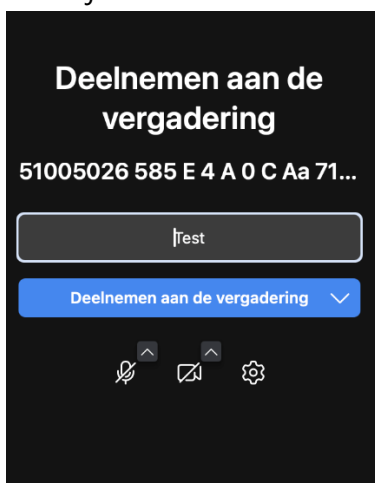 Deelnemen aan de
vergadering
51005026 585 E 4 A 0 C Aa 71...
Test
Deelnemen aan de vergadering